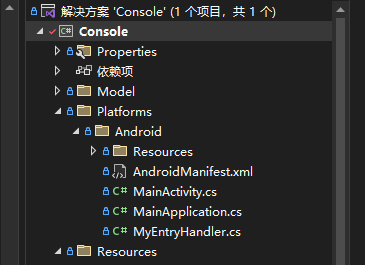 解决方案 'Console' (1 个项目，共 1 个)
C# Console
Properties
依赖项
Model
Platforms
Android
Resources
AndroidManifest.xml
C# MainActivity.cs
C# MainApplication.cs
C# MyEntryHandler.cs
Resources